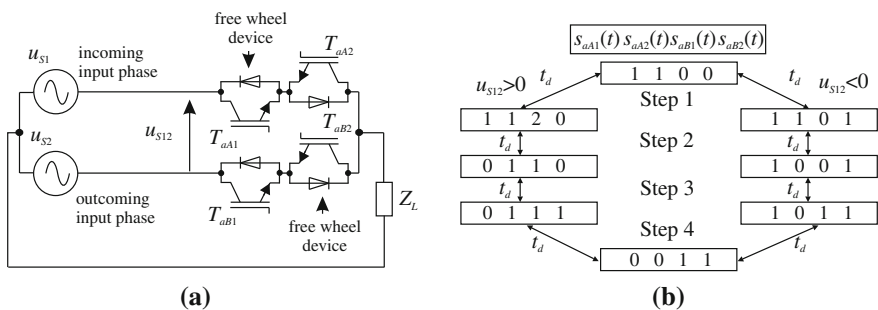 free wheel
device
incoming
input phase
u_S1
T_aA2
u_S2
u_S12
T_aA1
T_aB2
outcoming
input phase
T_aB1
Z_L
free wheel
device
(a)
s_aA1(t) s_aA2(t) s_aB1(t) s_aB2(t)
u_S12>0
t_d
1 1 0 0
t_d
u_S12<0
Step 1
1 1 2 0
1 1 0 1
t_d
Step 2
t_d
0 1 1 0
1 0 0 1
t_d
Step 3
t_d
0 1 1 1
1 0 1 1
Step 4
t_d
t_d
0 0 1 1
(b)